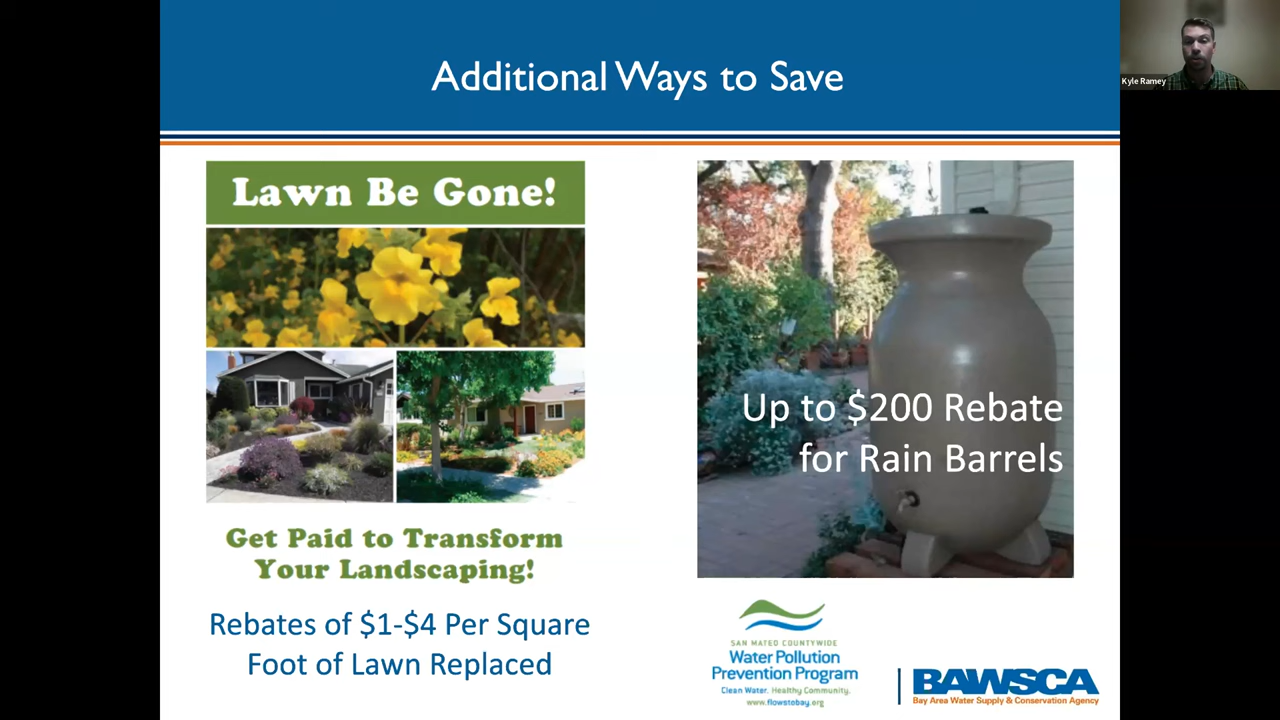 Additional Ways to Save
Kyle Ramey
Lawn Be Gone!
Get Paid to Transform
Your Landscaping!
Rebates of $1-$4 Per Square
Foot of Lawn Replaced
Up to $200 Rebate
for Rain Barrels
SAN MATEO COUNTYWIDE
Water Pollution
Prevention Program
Clean Water. Healthy Community.
www.flowstobay.org
BAWSCA
Bay Area Water Supply & Conservation Agency